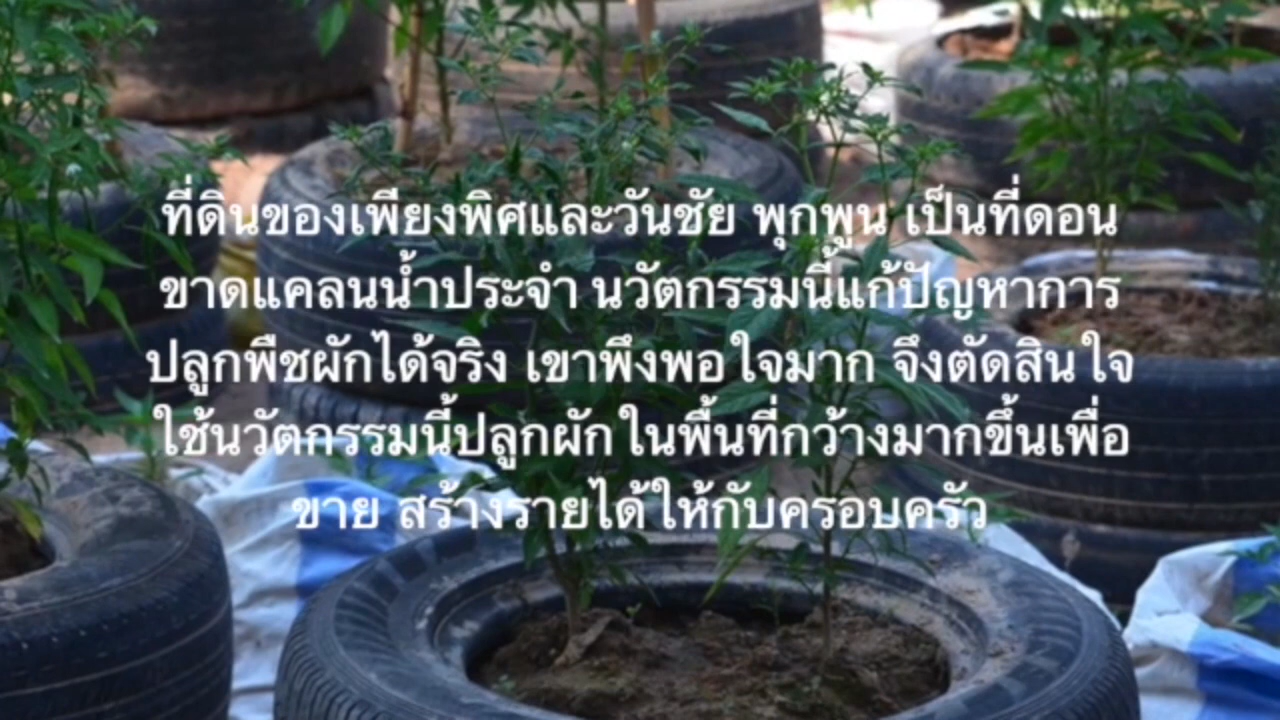 ที่ดินของเพียงพิศและวันชัย พุกพูน เป็นที่ดอน
ขาดแคลนน้ำประจำ นวัตกรรมนี้แก้ปัญหาการ
ปลูกพืชผักได้จริง เขาพึงพอใจมาก จึงตัดสินใจ
ใช้นวัตกรรมนี้ปลูกผักในพื้นที่กว้างมากขึ้นเพื่อ
ขาย สร้างรายได้ให้กับครอบครัว